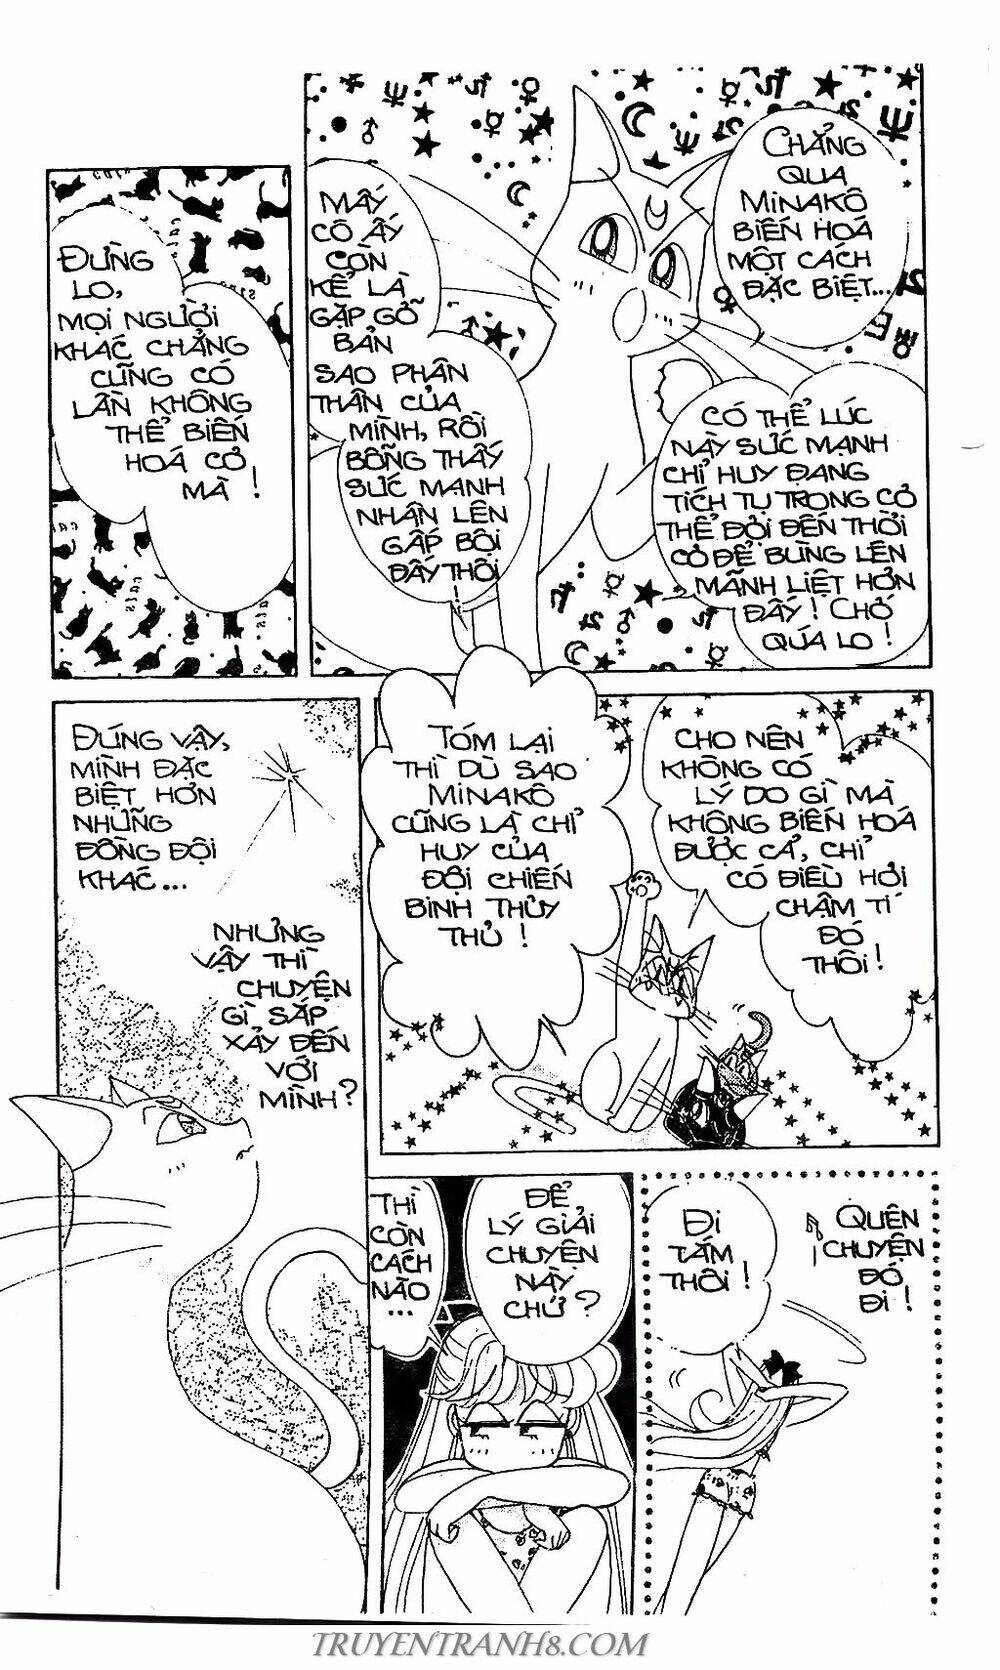 ĐỪNG
LO,
MỌI NGƯỜI
KHÁC CHẲNG
CŨNG CÓ
LẦN KHÔNG
THỂ BIẾN
HOÁ CƠ
MÀ !
CHẲNG
QUA
MINAKÔ
BIẾN HOÁ
MỘT CÁCH
ĐẶC BIỆT...
MẤY
CÔ ẤY
CÒN
KỂ LÀ
GẶP GỠ
BẢN
SAO PHÂN
THÂN CỦA
MÌNH, RỒI
BỖNG THẤY
SỨC MẠNH
NHÂN LÊN
GẤP BỘI
ĐẤY THÔI
!
CÓ THỂ LÚC
NÀY SỨC MẠNH
CHỈ HUY ĐANG
TÍCH TỤ TRONG CƠ
THỂ ĐỢI ĐẾN THỜI
CƠ ĐỂ BÙNG LÊN
MÃNH LIỆT HƠN
ĐẤY ! CHỚ
QÚA LO !
ĐÚNG VẬY,
MÌNH ĐẶC
BIỆT HƠN
NHỮNG
ĐỒNG ĐỘI
KHÁC ...
NHƯNG
VẬY THÌ
CHUYỆN
GÌ SẮP
XẢY ĐẾN
VỚI
MÌNH?
TÓM LẠI
THÌ DÙ SAO
MINAKÔ
CŨNG LÀ CHỈ
HUY CỦA
ĐỘI CHIẾN
BINH THỦY
THỦ !
CHO NÊN
KHÔNG CÓ
LÝ DO GÌ MÀ
KHÔNG BIẾN HOÁ
ĐƯỢC CẢ, CHỈ
CÓ ĐIỀU HƠI
CHẬM TÍ
ĐÓ
THÔI!
THÌ
CÒN
CÁCH
NÀO
...
ĐỂ
LÝ GIẢI
CHUYỆN
NÀY
CHỨ ?
ĐI
TẮM
THÔI !
QUÊN
CHUYỆN
ĐÓ
ĐI !
TRUYENTRANH8.COM